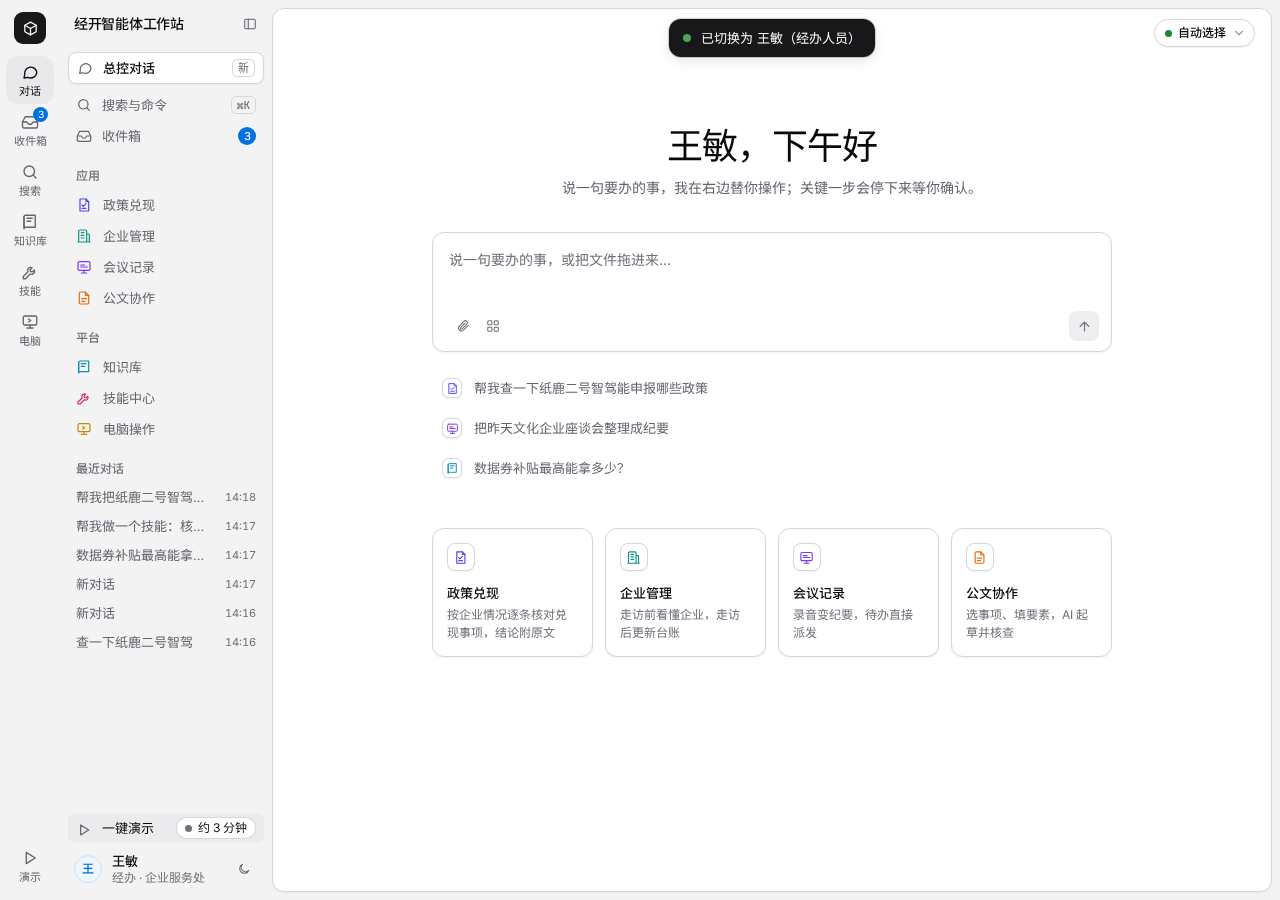 对话
3
收件箱
搜索
知识库
技能
电脑
演示
经开智能体工作站
总控对话 新
搜索与命令 ⌘K
收件箱 3
应用
政策兑现
企业管理
会议记录
公文协作
平台
知识库
技能中心
电脑操作
最近对话
帮我把纸鹿二号智驾... 14:18
帮我做一个技能：核... 14:17
数据券补贴最高能拿... 14:17
新对话 14:17
新对话 14:16
查一下纸鹿二号智驾 14:16
一键演示 约 3 分钟
王 王敏
经办 · 企业服务处
已切换为 王敏（经办人员）
自动选择
王敏，下午好
说一句要办的事，我在右边替你操作；关键一步会停下来等你确认。
说一句要办的事，或把文件拖进来...
帮我查一下纸鹿二号智驾能申报哪些政策
把昨天文化企业座谈会整理成纪要
数据券补贴最高能拿多少？
政策兑现
按企业情况逐条核对兑
现事项，结论附原文
企业管理
走访前看懂企业，走访
后更新台账
会议记录
录音变纪要，待办直接
派发
公文协作
选事项、填要素，AI 起
草并核查